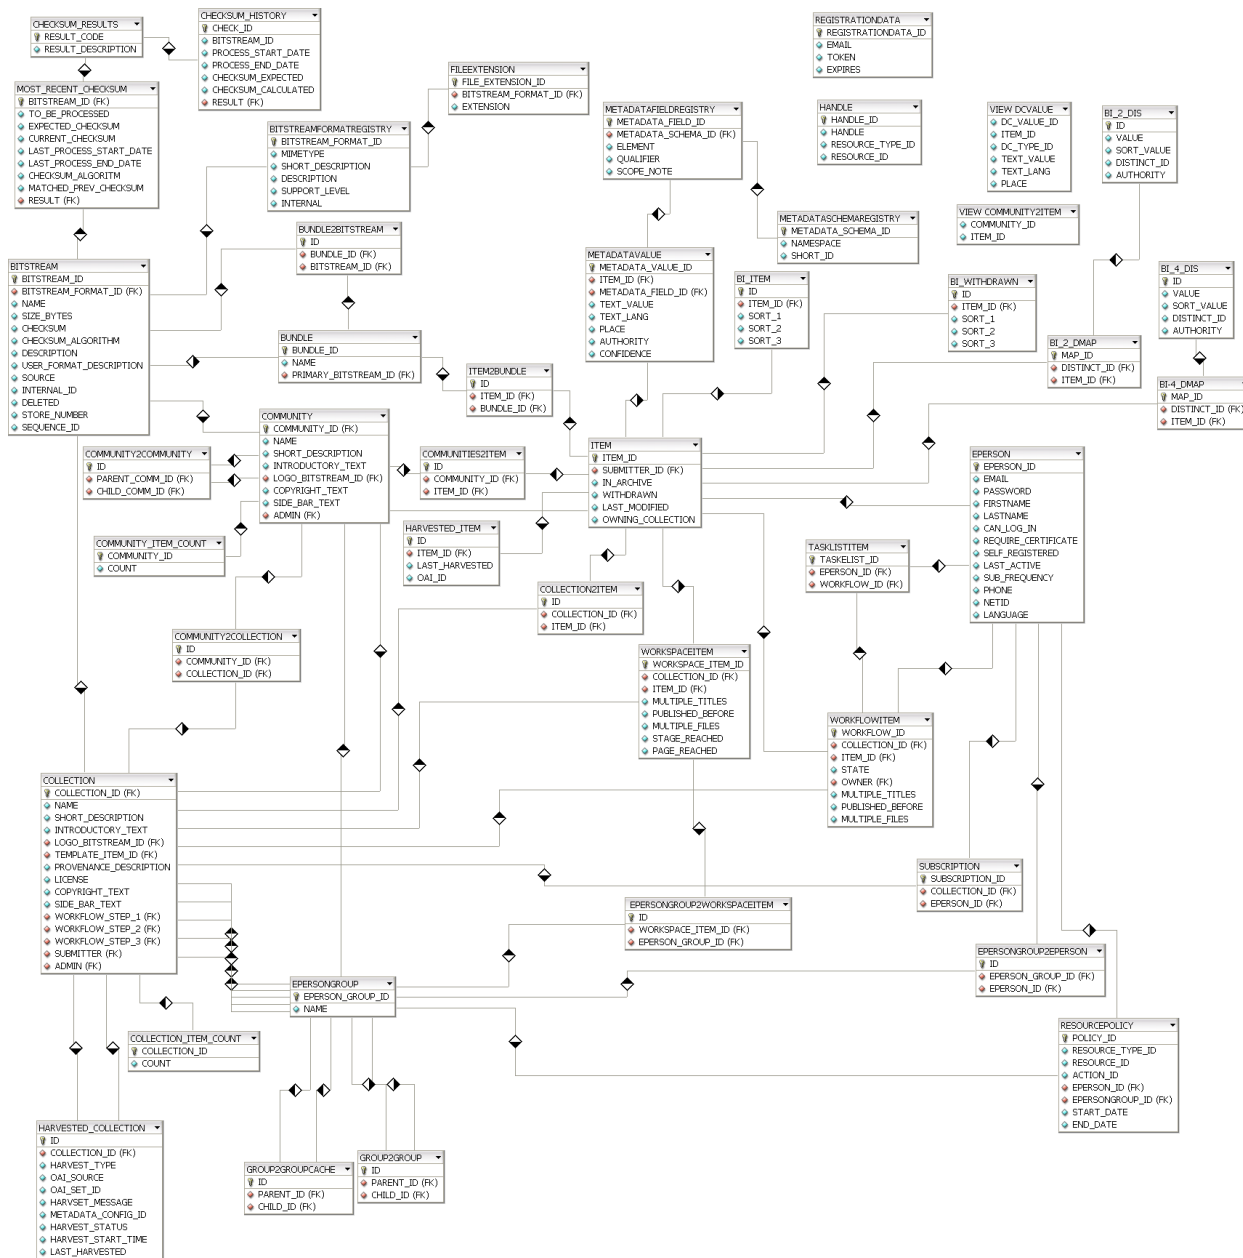 CHECKSUM_RESULTS
RESULT_CODE
RESULT_DESCRIPTION
CHECKSUM_HISTORY
CHECK_ID
BITSTREAM_ID
PROCESS_START_DATE
PROCESS_END_DATE
CHECKSUM_EXPECTED
CHECKSUM_CALCULATED
RESULT (FK)
REGISTRATIONDATA
REGISTRATIONDATA_ID
EMAIL
TOKEN
EXPIRES
MOST_RECENT_CHECKSUM
BITSTREAM_ID (FK)
TO_BE_PROCESSED
EXPECTED_CHECKSUM
CURRENT_CHECKSUM
LAST_PROCESS_START_DATE
LAST_PROCESS_END_DATE
CHECKSUM_ALGORITM
MATCHED_PREV_CHECKSUM
RESULT (FK)
FILEEXTENSION
FILE_EXTENSION_ID
BITSTREAM_FORMAT_ID (FK)
EXTENSION
BITSTREAMFORMATREGISTRY
BITSTREAM_FORMAT_ID
MIMETYPE
SHORT_DESCRIPTION
DESCRIPTION
SUPPORT_LEVEL
INTERNAL
METADATAFIELDREGISTRY
METADATA_FIELD_ID
METADATA_SCHEMA_ID (FK)
ELEMENT
QUALIFIER
SCOPE_NOTE
HANDLE
HANDLE_ID
HANDLE
RESOURCE_TYPE_ID
RESOURCE_ID
VIEW DCVALUE
DC_VALUE_ID
ITEM_ID
DC_TYPE_ID
TEXT_VALUE
TEXT_LANG
PLACE
BI_2_DIS
ID
VALUE
SORT_VALUE
DISTINCT_ID
AUTHORITY
VIEW COMMUNITY2ITEM
COMMUNITY_ID
ITEM_ID
METADATASCHEMAREGISTRY
METADATA_SCHEMA_ID
NAMESPACE
SHORT_ID
BUNDLE2BITSTREAM
ID
BUNDLE_ID (FK)
BITSTREAM_ID (FK)
BITSTREAM
BITSTREAM_ID
BITSTREAM_FORMAT_ID (FK)
NAME
SIZE_BYTES
CHECKSUM
CHECKSUM_ALGORITHM
DESCRIPTION
USER_FORMAT_DESCRIPTION
SOURCE
INTERNAL_ID
DELETED
STORE_NUMBER
SEQUENCE_ID
METADATAVALUE
METADATA_VALUE_ID
ITEM_ID (FK)
METADATA_FIELD_ID (FK)
TEXT_VALUE
TEXT_LANG
PLACE
AUTHORITY
CONFIDENCE
BI_ITEM
ID
ITEM_ID (FK)
SORT_1
SORT_2
SORT_3
BI_WITHDRAWN
ID
ITEM_ID (FK)
SORT_1
SORT_2
SORT_3
BI_4_DIS
ID
VALUE
SORT_VALUE
DISTINCT_ID
AUTHORITY
BUNDLE
BUNDLE_ID
NAME
PRIMARY_BITSTREAM_ID (FK)
BI_2_DMAP
MAP_ID
DISTINCT_ID (FK)
ITEM_ID (FK)
BI-4_DMAP
MAP_ID
DISTINCT_ID (FK)
ITEM_ID (FK)
ITEM2BUNDLE
ID
ITEM_ID (FK)
BUNDLE_ID (FK)
COMMUNITY
COMMUNITY_ID (FK)
NAME
SHORT_DESCRIPTION
INTRODUCTORY_TEXT
LOGO_BITSTREAM_ID (FK)
COPYRIGHT_TEXT
SIDE_BAR_TEXT
ADMIN (FK)
COMMUNITY2COMMUNITY
ID
PARENT_COMM_ID (FK)
CHILD_COMM_ID (FK)
COMMUNITIES2ITEM
ID
COMMUNITY_ID (FK)
ITEM_ID (FK)
ITEM
ITEM_ID
SUBMITTER_ID (FK)
IN_ARCHIVE
WITHDRAWN
LAST_MODIFIED
OWNING_COLLECTION
EPERSON
EPERSON_ID
EMAIL
PASSWORD
FIRSTNAME
LASTNAME
CAN_LOG_IN
REQUIRE_CERTIFICATE
SELF_REGISTERED
LAST_ACTIVE
SUB_FREQUENCY
PHONE
NETID
LANGUAGE
COMMUNITY_ITEM_COUNT
COMMUNITY_ID
COUNT
HARVESTED_ITEM
ID
ITEM_ID (FK)
LAST_HARVESTED
OAI_ID
TASKLISTITEM
TASKELIST_ID
EPERSON_ID (FK)
WORKFLOW_ID (FK)
COLLECTION2ITEM
ID
COLLECTION_ID (FK)
ITEM_ID (FK)
COMMUNITY2COLLECTION
ID
COMMUNITY_ID (FK)
COLLECTION_ID (FK)
WORKSPACEITEM
WORKSPACE_ITEM_ID
COLLECTION_ID (FK)
ITEM_ID (FK)
MULTIPLE_TITLES
PUBLISHED_BEFORE
MULTIPLE_FILES
STAGE_REACHED
PAGE_REACHED
WORKFLOWITEM
WORKFLOW_ID
COLLECTION_ID (FK)
ITEM_ID (FK)
STATE
OWNER (FK)
MULTIPLE_TITLES
PUBLISHED_BEFORE
MULTIPLE_FILES
COLLECTION
COLLECTION_ID (FK)
NAME
SHORT_DESCRIPTION
INTRODUCTORY_TEXT
LOGO_BITSTREAM_ID (FK)
TEMPLATE_ITEM_ID (FK)
PROVENANCE_DESCRIPTION
LICENSE
COPYRIGHT_TEXT
SIDE_BAR_TEXT
WORKFLOW_STEP_1 (FK)
WORKFLOW_STEP_2 (FK)
WORKFLOW_STEP_3 (FK)
SUBMITTER (FK)
ADMIN (FK)
SUBSCRIPTION
SUBSCRIPTION_ID
COLLECTION_ID (FK)
EPERSON_ID (FK)
EPERSONGROUP2WORKSPACEITEM
ID
WORKSPACE_ITEM_ID (FK)
EPERSON_GROUP_ID (FK)
EPERSONGROUP2EPERSON
ID
EPERSON_GROUP_ID (FK)
EPERSON_ID (FK)
EPERSONGROUP
EPERSON_GROUP_ID
NAME
COLLECTION_ITEM_COUNT
COLLECTION_ID
COUNT
RESOURCEPOLICY
POLICY_ID
RESOURCE_TYPE_ID
RESOURCE_ID
ACTION_ID
EPERSON_ID (FK)
EPERSONGROUP_ID (FK)
START_DATE
END_DATE
HARVESTED_COLLECTION
ID
COLLECTION_ID (FK)
HARVEST_TYPE
OAI_SOURCE
OAI_SET_ID
HARVSET_MESSAGE
METADATA_CONFIG_ID
HARVEST_STATUS
HARVEST_START_TIME
LAST_HARVESTED
GROUP2GROUPCACHE
ID
PARENT_ID (FK)
CHILD_ID (FK)
GROUP2GROUP
ID
PARENT_ID (FK)
CHILD_ID (FK)